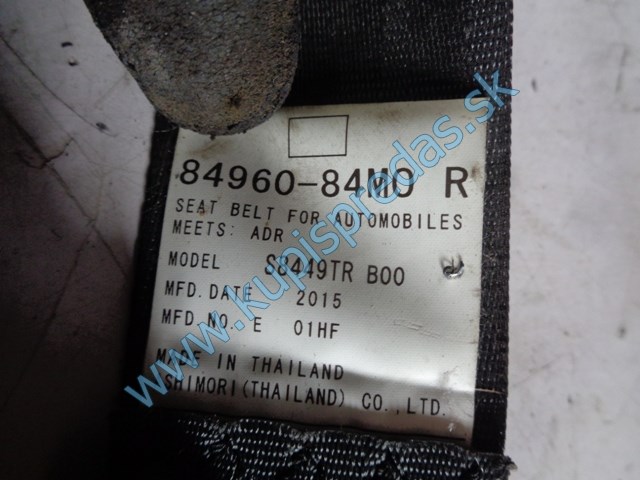 84960-84M0 R
SEAT BELT FOR AUTOMOBILES
MEETS: ADR
MODEL S8449TR B00
MFD. DATE 2015
MFD. NO. E 01HF
MADE IN THAILAND
SHIMORI(THAILAND) CO.,LTD.
www.kupispredas.sk